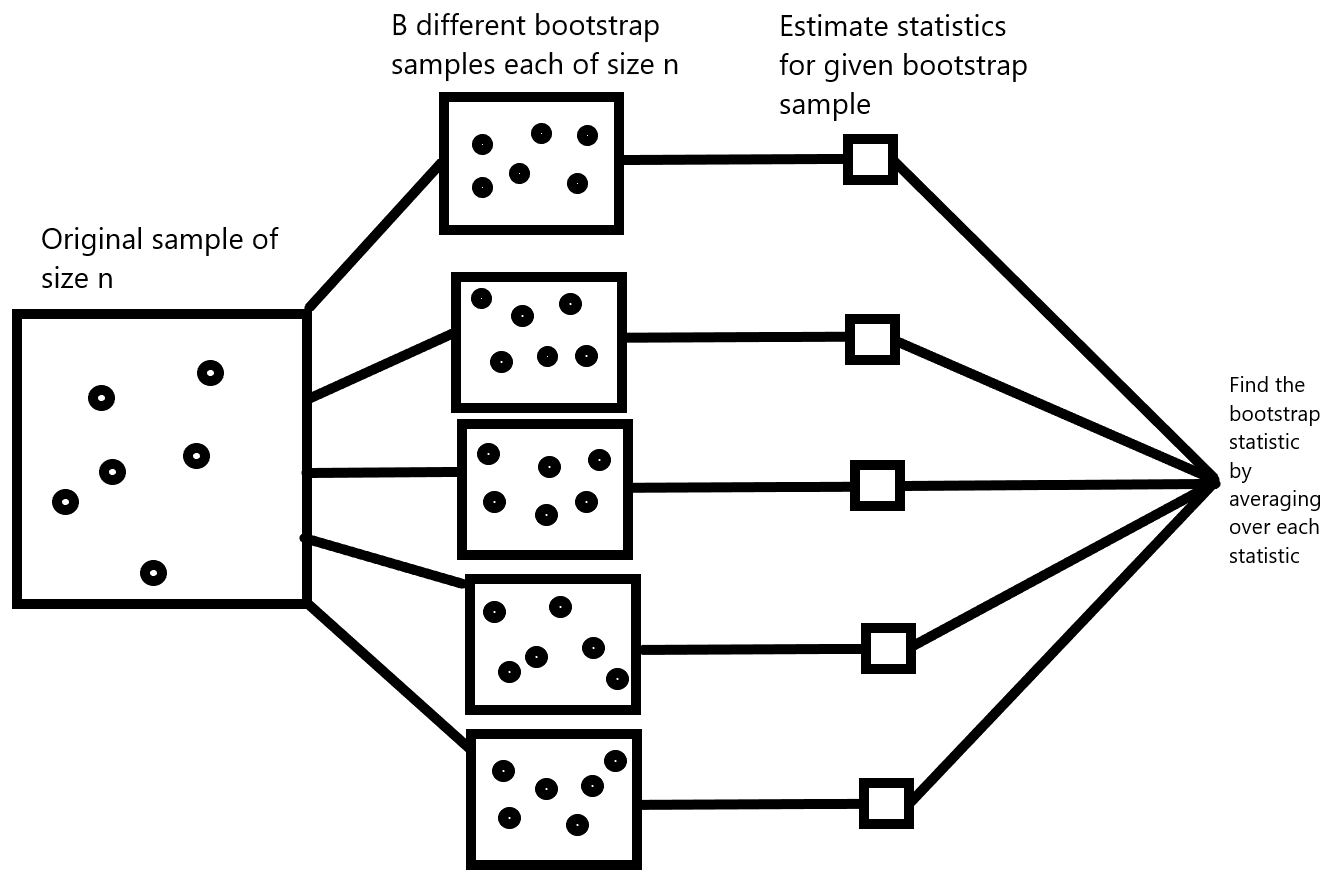 B different bootstrap
samples each of size n
Estimate statistics
for given bootstrap
sample
Original sample of
size n
Find the
bootstrap
statistic
by
averaging
over each
statistic